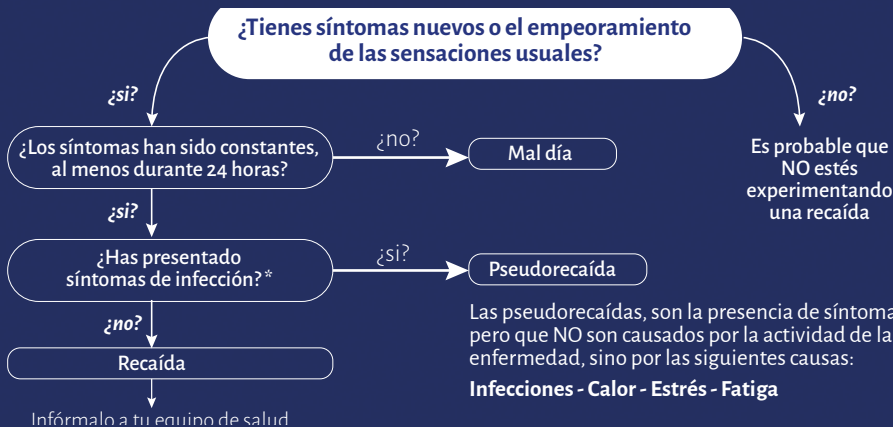 ¿Tienes síntomas nuevos o el empeoramiento
de las sensaciones usuales?
¿si?
¿no?
¿Los síntomas han sido constantes,
al menos durante 24 horas?
¿no?
Mal día
Es probable que
NO estés
experimentando
una recaída
¿si?
¿Has presentado
síntomas de infección?*
¿si?
Pseudorecaída
Las pseudorecaídas, son la presencia de síntoma
pero que NO son causados por la actividad de la
enfermedad, sino por las siguientes causas:
Infecciones - Calor - Estrés - Fatiga
¿no?
Recaída
Infórmalo a tu equipo de salud